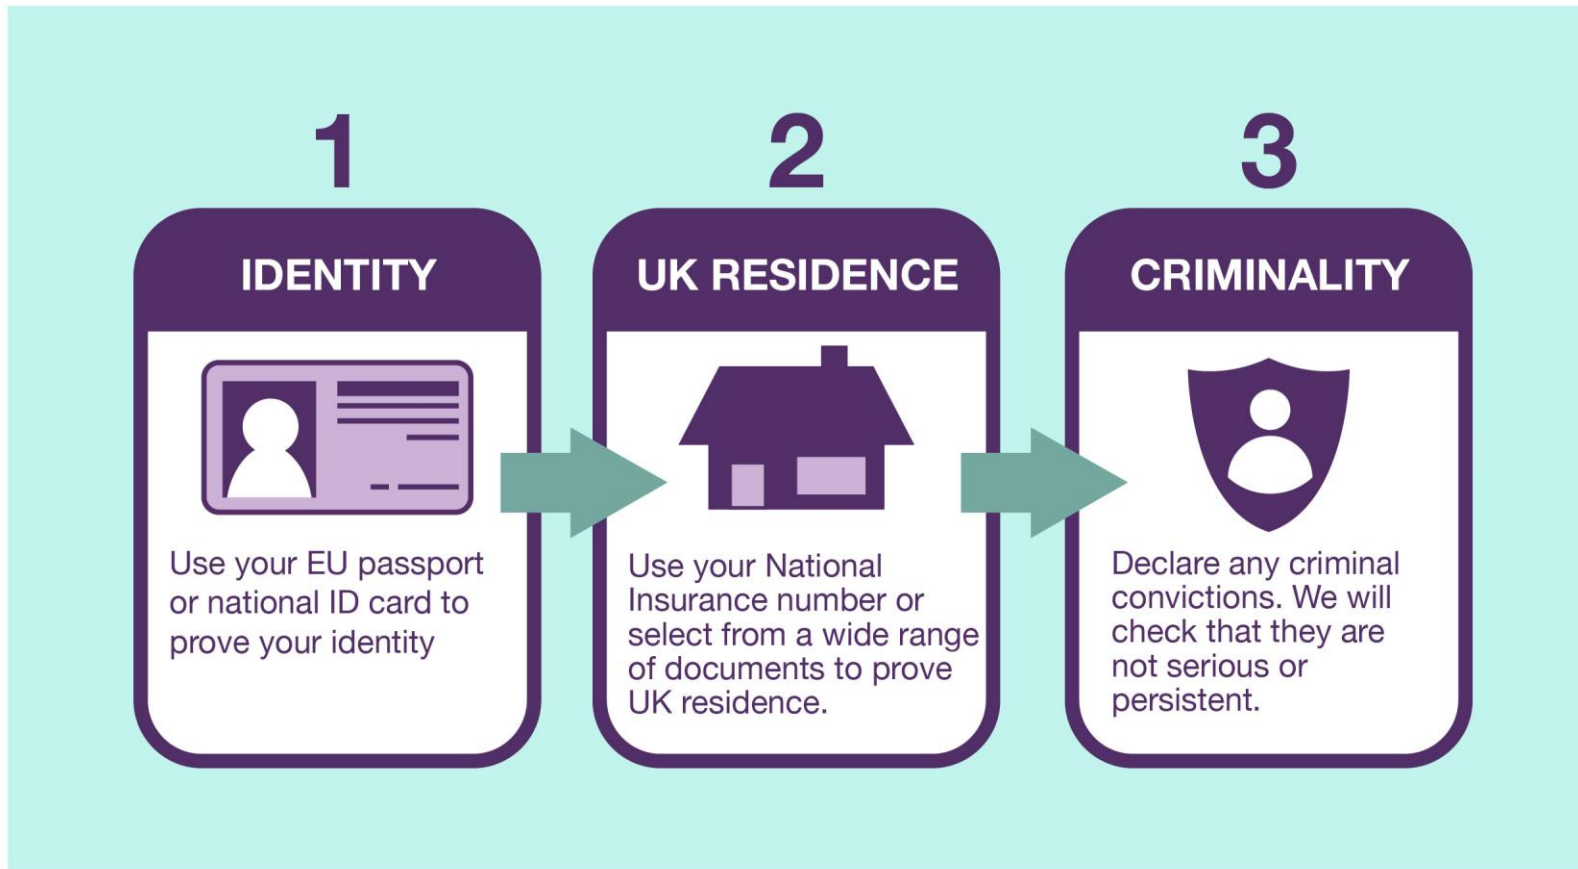 1
IDENTITY
Use your EU passport
or national ID card to
prove your identity
2
UK RESIDENCE
Use your National
Insurance number or
select from a wide range
of documents to prove
UK residence.
3
CRIMINALITY
Declare any criminal
convictions. We will
check that they are
not serious or
persistent.